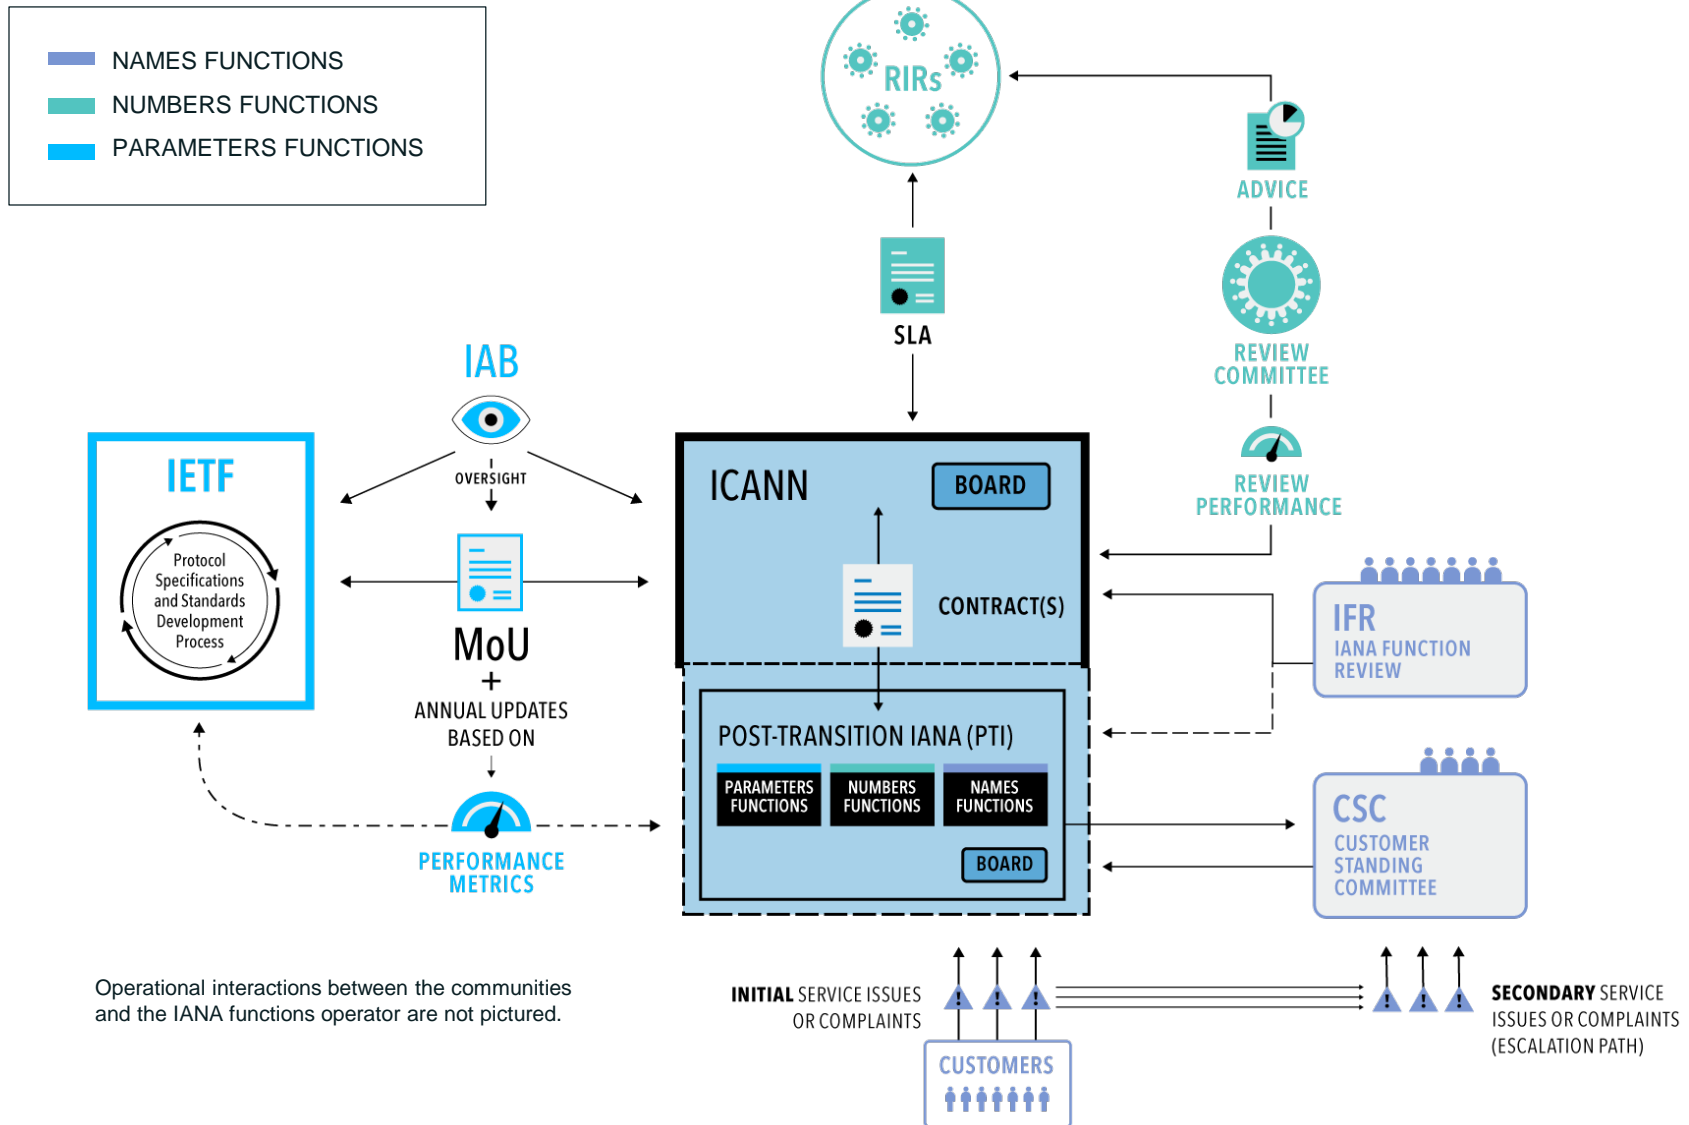 NAMES FUNCTIONS
NUMBERS FUNCTIONS
PARAMETERS FUNCTIONS
RIRs
ADVICE
SLA
REVIEW
COMMITTEE
REVIEW
PERFORMANCE
IAB
OVERSIGHT
IETF
Protocol
Specifications
and Standards
Development
Process
MoU
+
ANNUAL UPDATES
BASED ON
PERFORMANCE
METRICS
ICANN
BOARD
CONTRACT(S)
POST-TRANSITION IANA (PTI)
PARAMETERS
FUNCTIONS
NUMBERS
FUNCTIONS
NAMES
FUNCTIONS
BOARD
IFR
IANA FUNCTION
REVIEW
CSC
CUSTOMER
STANDING
COMMITTEE
Operational interactions between the communities
and the IANA functions operator are not pictured.
INITIAL SERVICE ISSUES
OR COMPLAINTS
! ! !
! ! !
SECONDARY SERVICE
ISSUES OR COMPLAINTS
(ESCALATION PATH)
CUSTOMERS